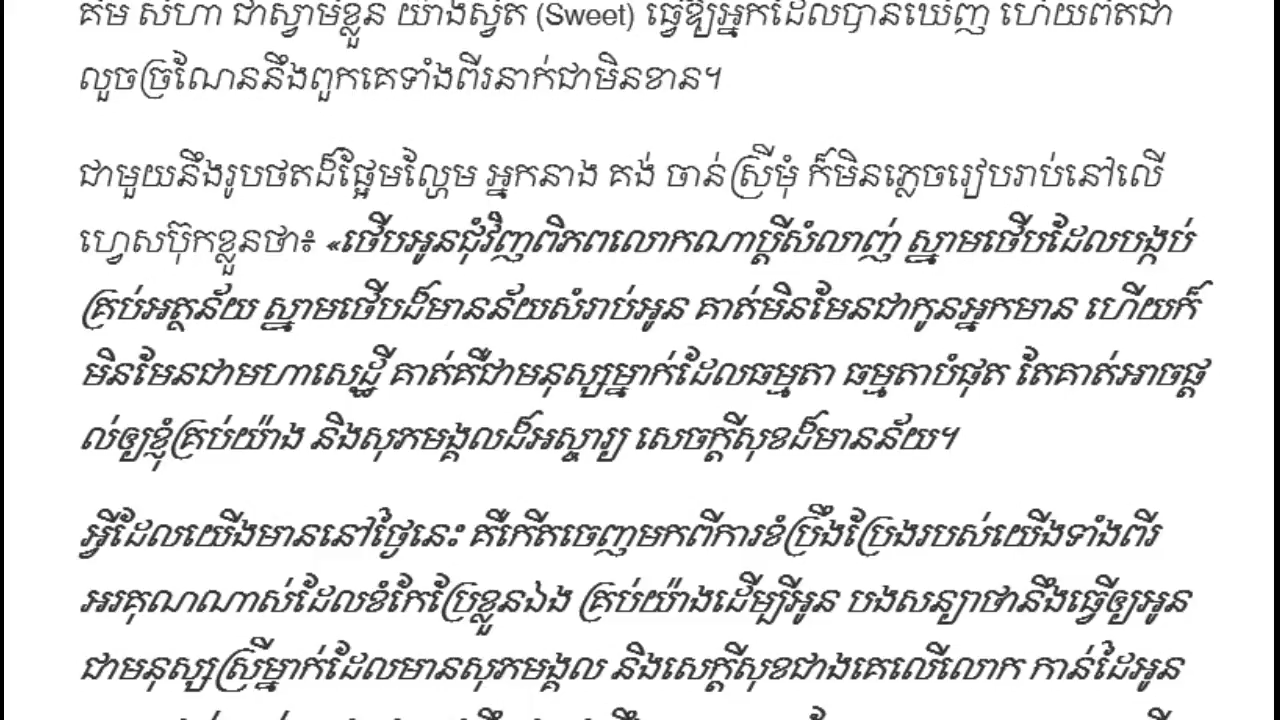 គឹម សីហា ជាស្វាមីខ្លួន យ៉ាងស្វីត (Sweet) ធ្វើឱ្យអ្នកដែលបានឃើញ ហើយពិតជា
លួចច្រណែននឹងពួកគេទាំងពីរនាក់ជាមិនខាន។
ជាមួយនឹងរូបថតដ៏ផ្អែមល្ហែម អ្នកនាង គង់ ចាន់ស្រីមុំ ក៏មិនភ្លេចរៀបរាប់នៅលើ
ហ្វេសប៊ុកខ្លួនថា៖ «ថើបអូនជុំវិញពិភពលោកណាប្តីសំលាញ់ ស្នាមថើបដែលបង្កប់
គ្រប់អត្ថន័យ ស្នាមថើបដ៏មានន័យសំរាប់អូន គាត់មិនមែនជាកូនអ្នកមាន ហើយក៏
មិនមែនជាមហាសេដ្ឋី គាត់គឺជាមនុស្សម្នាក់ដែលធម្មតា ធម្មតាបំផុត តែគាត់អាចផ្ត
ល់ឲ្យខ្ញុំគ្រប់យ៉ាង និងសុភមង្គលដ៏អស្ចារ្យ សេចក្តីសុខដ៏មានន័យ។
អ្វីដែលយើងមាននៅថ្ងៃនេះ គឺកើតចេញមកពីការខំប្រឹងប្រែងរបស់យើងទាំងពីរ
អរគុណណាស់ដែលខំកែប្រែខ្លួនឯង គ្រប់យ៉ាងដើម្បីអូន បងសន្យាថានឹងធ្វើឲ្យអូន
ជាមនុស្សស្រីម្នាក់ដែលមានសុភមង្គល និងសេក្តីសុខជាងគេលើលោក កាន់ដៃអូន